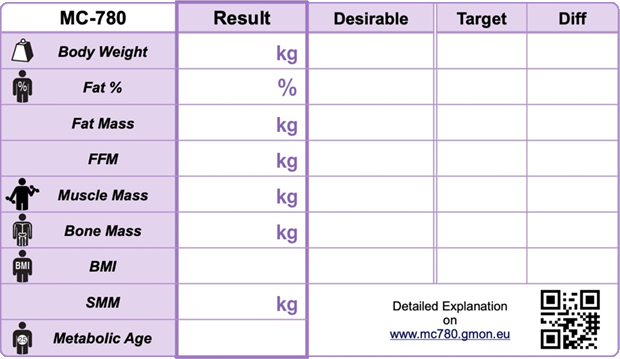 MC-780 Result Desirable Target Diff
Body Weight kg
% Fat % %
Fat Mass kg
FFM kg
Muscle Mass kg
Bone Mass kg
BMI BMI
SMM kg
Detailed Explanation
on
www.mc780.gmon.eu
25 Metabolic Age